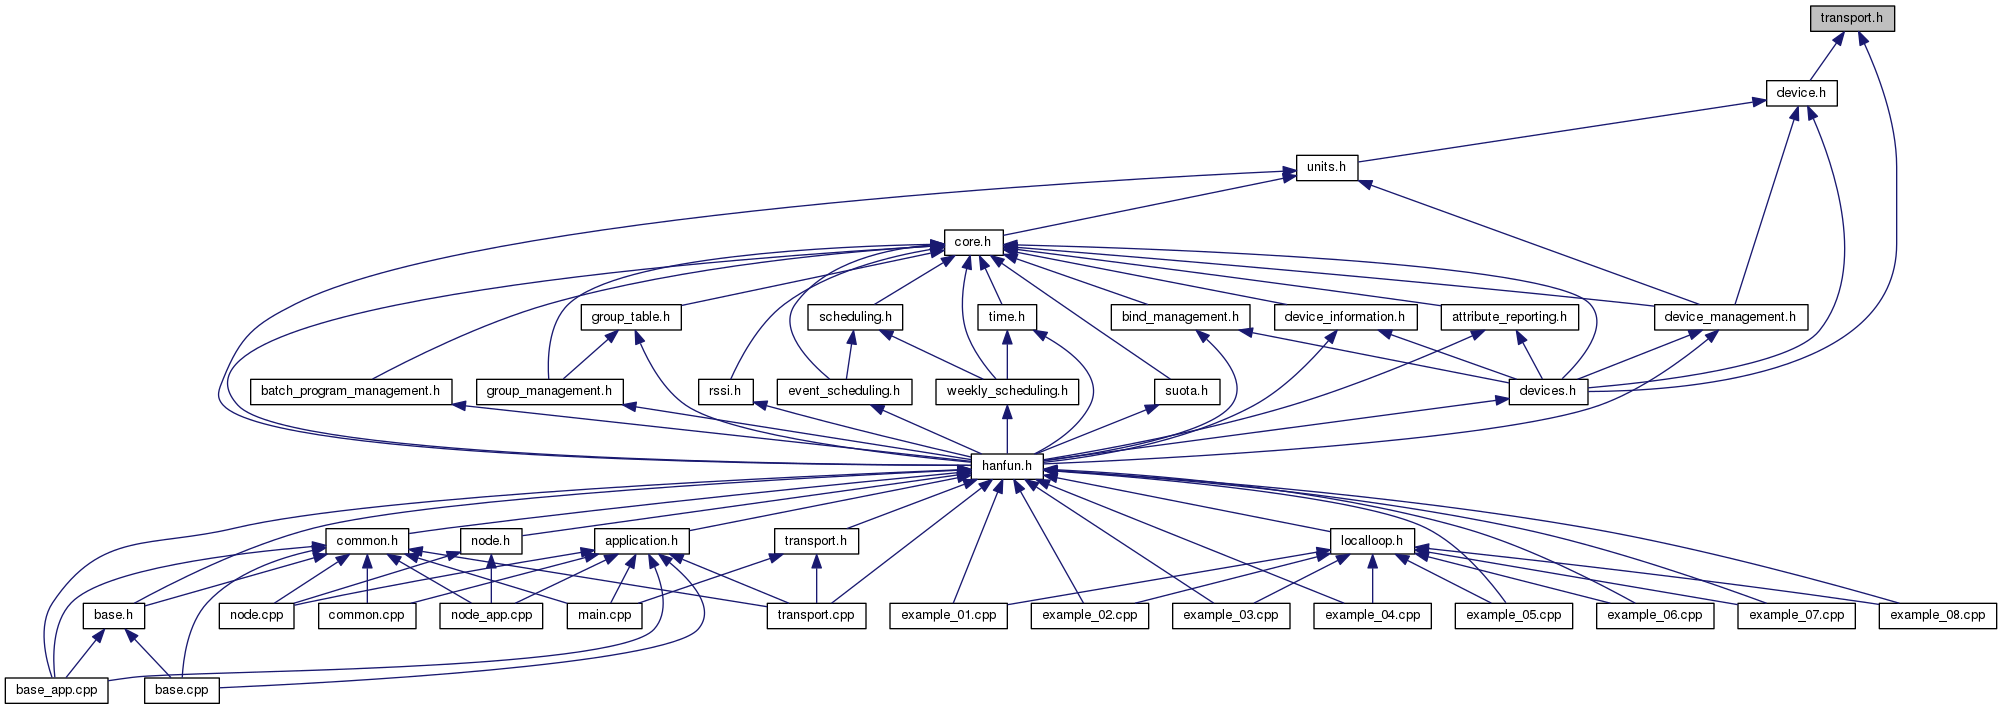 transport.h
device.h
units.h
core.h
group_table.h
scheduling.h
time.h
bind_management.h
device_information.h
attribute_reporting.h
device_management.h
batch_program_management.h
group_management.h
rssi.h
event_scheduling.h
weekly_scheduling.h
suota.h
devices.h
hanfun.h
common.h
node.h
application.h
transport.h
localloop.h
base.h
node.cpp
common.cpp
node_app.cpp
main.cpp
transport.cpp
example_01.cpp
example_02.cpp
example_03.cpp
example_04.cpp
example_05.cpp
example_06.cpp
example_07.cpp
example_08.cpp
base_app.cpp
base.cpp